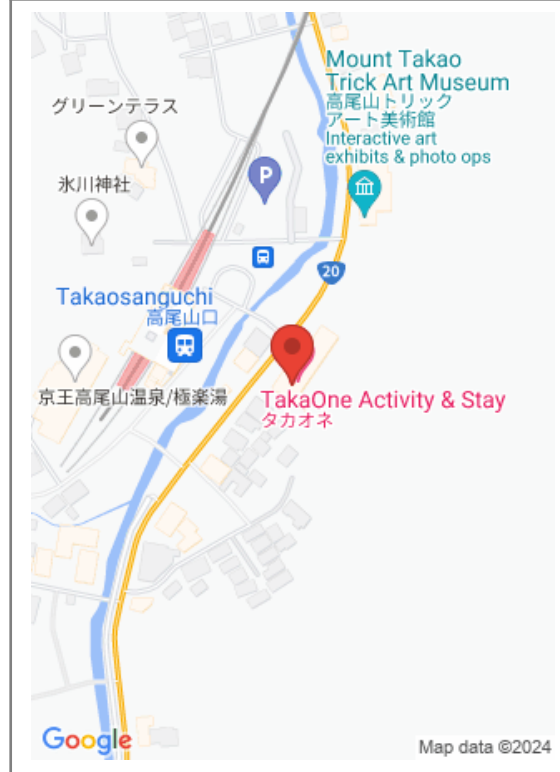 Mount Takao
Trick Art Museum
高尾山トリック
アート美術館
Interactive art
exhibits & photo ops
グリーンテラス
P
氷川神社
20
Takaosanguchi
高尾山口
京王高尾山温泉/極楽湯
TakaOne Activity & Stay
タカオネ
Google
Map data ©2024